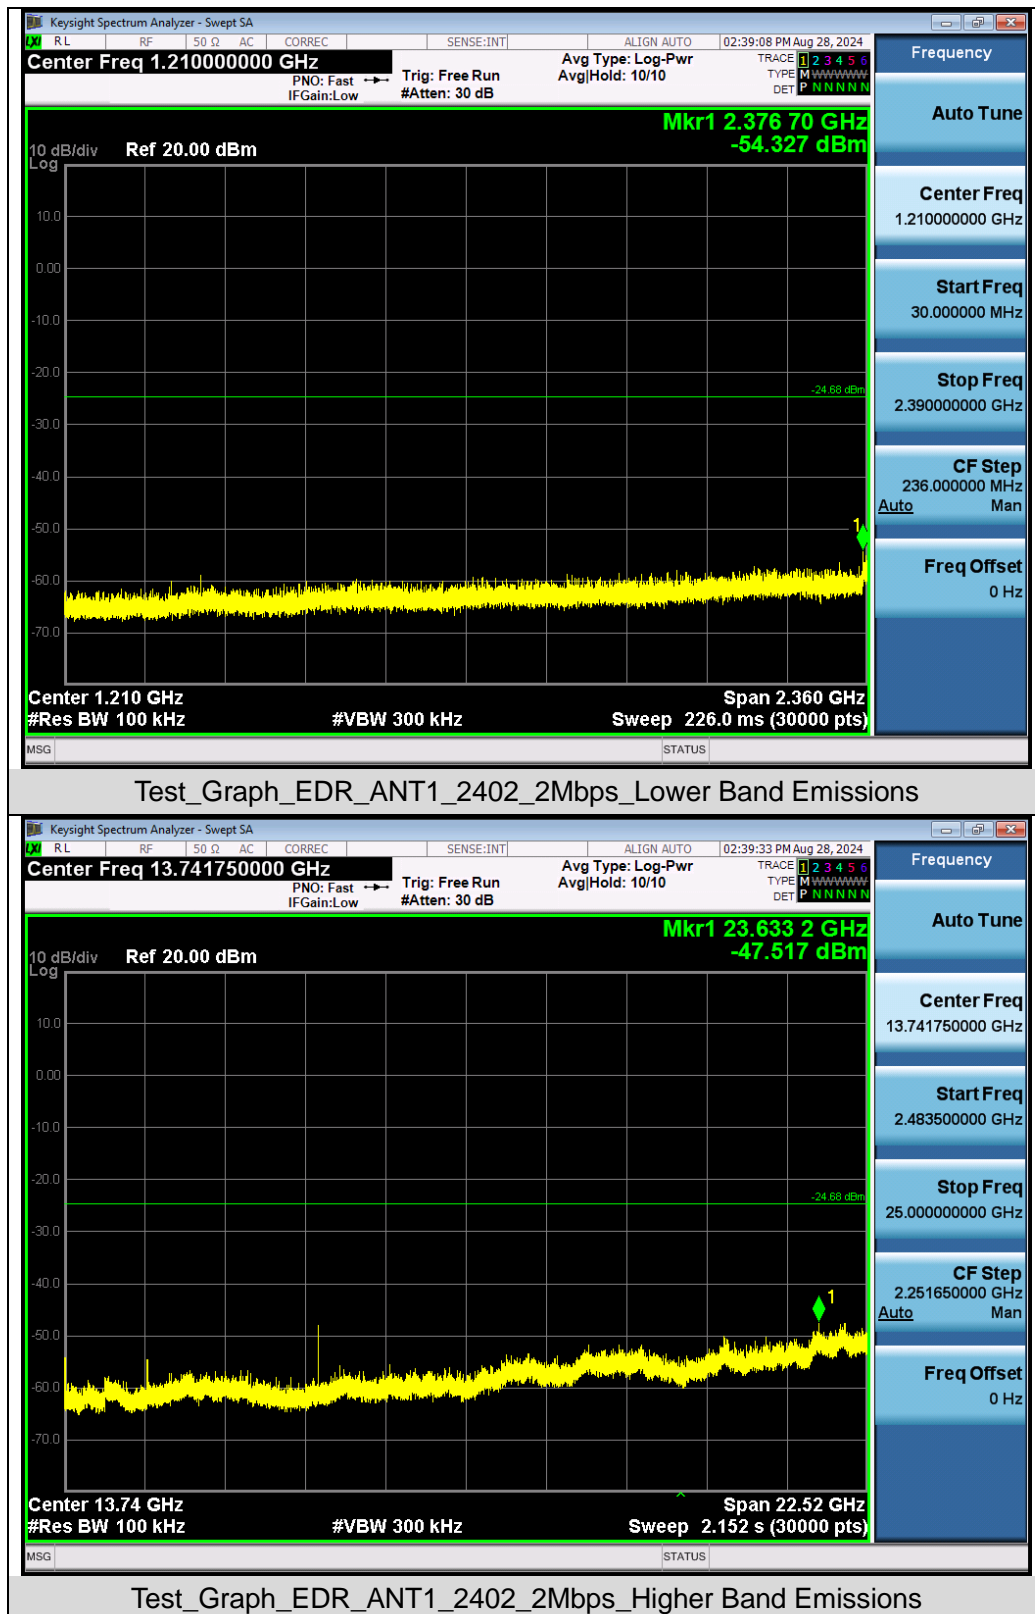 Keysight Spectrum Analyzer - Swept SA
LXI RL RF 50 Ω AC CORREC SENSE:INT ALIGN AUTO 02:39:08 PM Aug 28, 2024
Center Freq 1.210000000 GHz
PNO: Fast
IFGain:Low
Trig: Free Run
#Atten: 30 dB
Avg Type: Log-Pwr
Avg|Hold: 10/10
TRACE 1 2 3 4 5 6
TYPE M W W W W W
DET P N N N N N
Mkr1 2.376 70 GHz
-54.327 dBm
10 dB/div Ref 20.00 dBm
Log
10.0
0.00
-10.0
-20.0
-24.68 dBm
-30.0
-40.0
-50.0
1
-60.0
-70.0
Center 1.210 GHz Span 2.360 GHz
#Res BW 100 kHz #VBW 300 kHz Sweep 226.0 ms (30000 pts)
MSG STATUS
Frequency
Auto Tune
Center Freq
1.210000000 GHz
Start Freq
30.000000 MHz
Stop Freq
2.390000000 GHz
CF Step
236.000000 MHz
Auto Man
Freq Offset
0 Hz
Test_Graph_EDR_ANT1_2402_2Mbps_Lower Band Emissions
Keysight Spectrum Analyzer - Swept SA
LXI RL RF 50 Ω AC CORREC SENSE:INT ALIGN AUTO 02:39:33 PM Aug 28, 2024
Center Freq 13.741750000 GHz
PNO: Fast
IFGain:Low
Trig: Free Run
#Atten: 30 dB
Avg Type: Log-Pwr
Avg|Hold: 10/10
TRACE 1 2 3 4 5 6
TYPE M W W W W W
DET P N N N N N
Mkr1 23.633 2 GHz
-47.517 dBm
10 dB/div Ref 20.00 dBm
Log
10.0
0.00
-10.0
-20.0
-24.68 dBm
-30.0
-40.0
1
-50.0
-60.0
-70.0
Center 13.74 GHz Span 22.52 GHz
#Res BW 100 kHz #VBW 300 kHz Sweep 2.152 s (30000 pts)
MSG STATUS
Frequency
Auto Tune
Center Freq
13.741750000 GHz
Start Freq
2.483500000 GHz
Stop Freq
25.000000000 GHz
CF Step
2.251650000 GHz
Auto Man
Freq Offset
0 Hz
Test_Graph_EDR_ANT1_2402_2Mbps_Higher Band Emissions